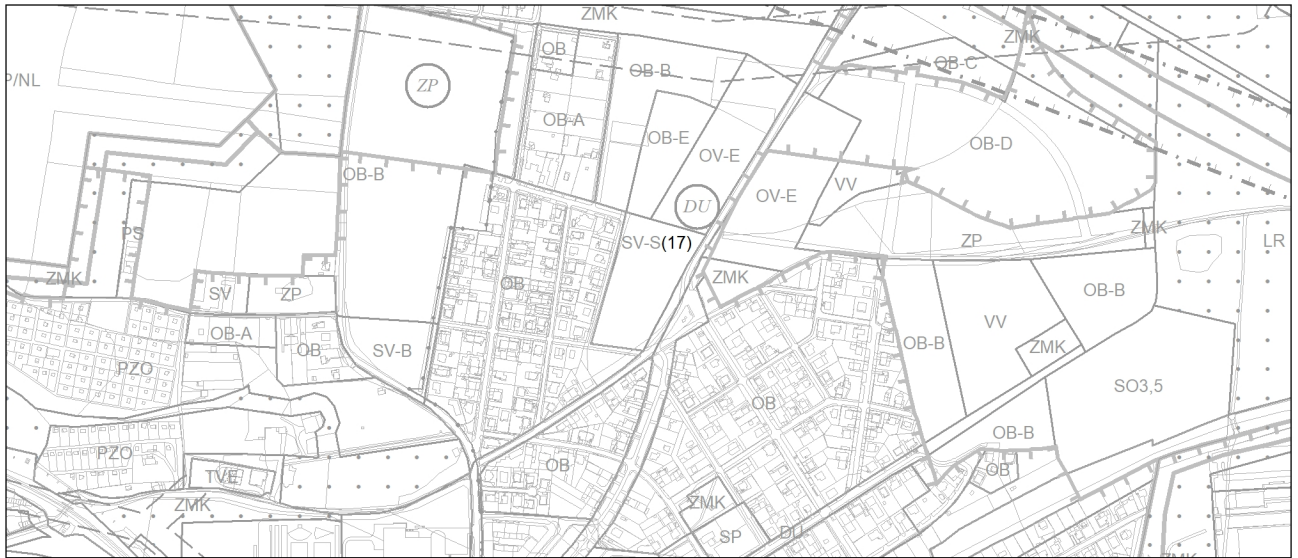 ZMK
ZMK
OB
OB-C
P/NL
ZP
OB-B
OB-A
OB-E
OB-D
OV-E
OB-B
VV
OV-E
DU
PS
SV-S(17)
ZP
ZMK
LR
ZMK
ZMK
OB
SV
ZP
OB-B
VV
OB-A
OB
SV-B
OB-B
ZMK
PZO
SO3,5
OB
OB-B
PZO
OB
OB
TVE
ZMK
ZMK
SP
DU
ZMK